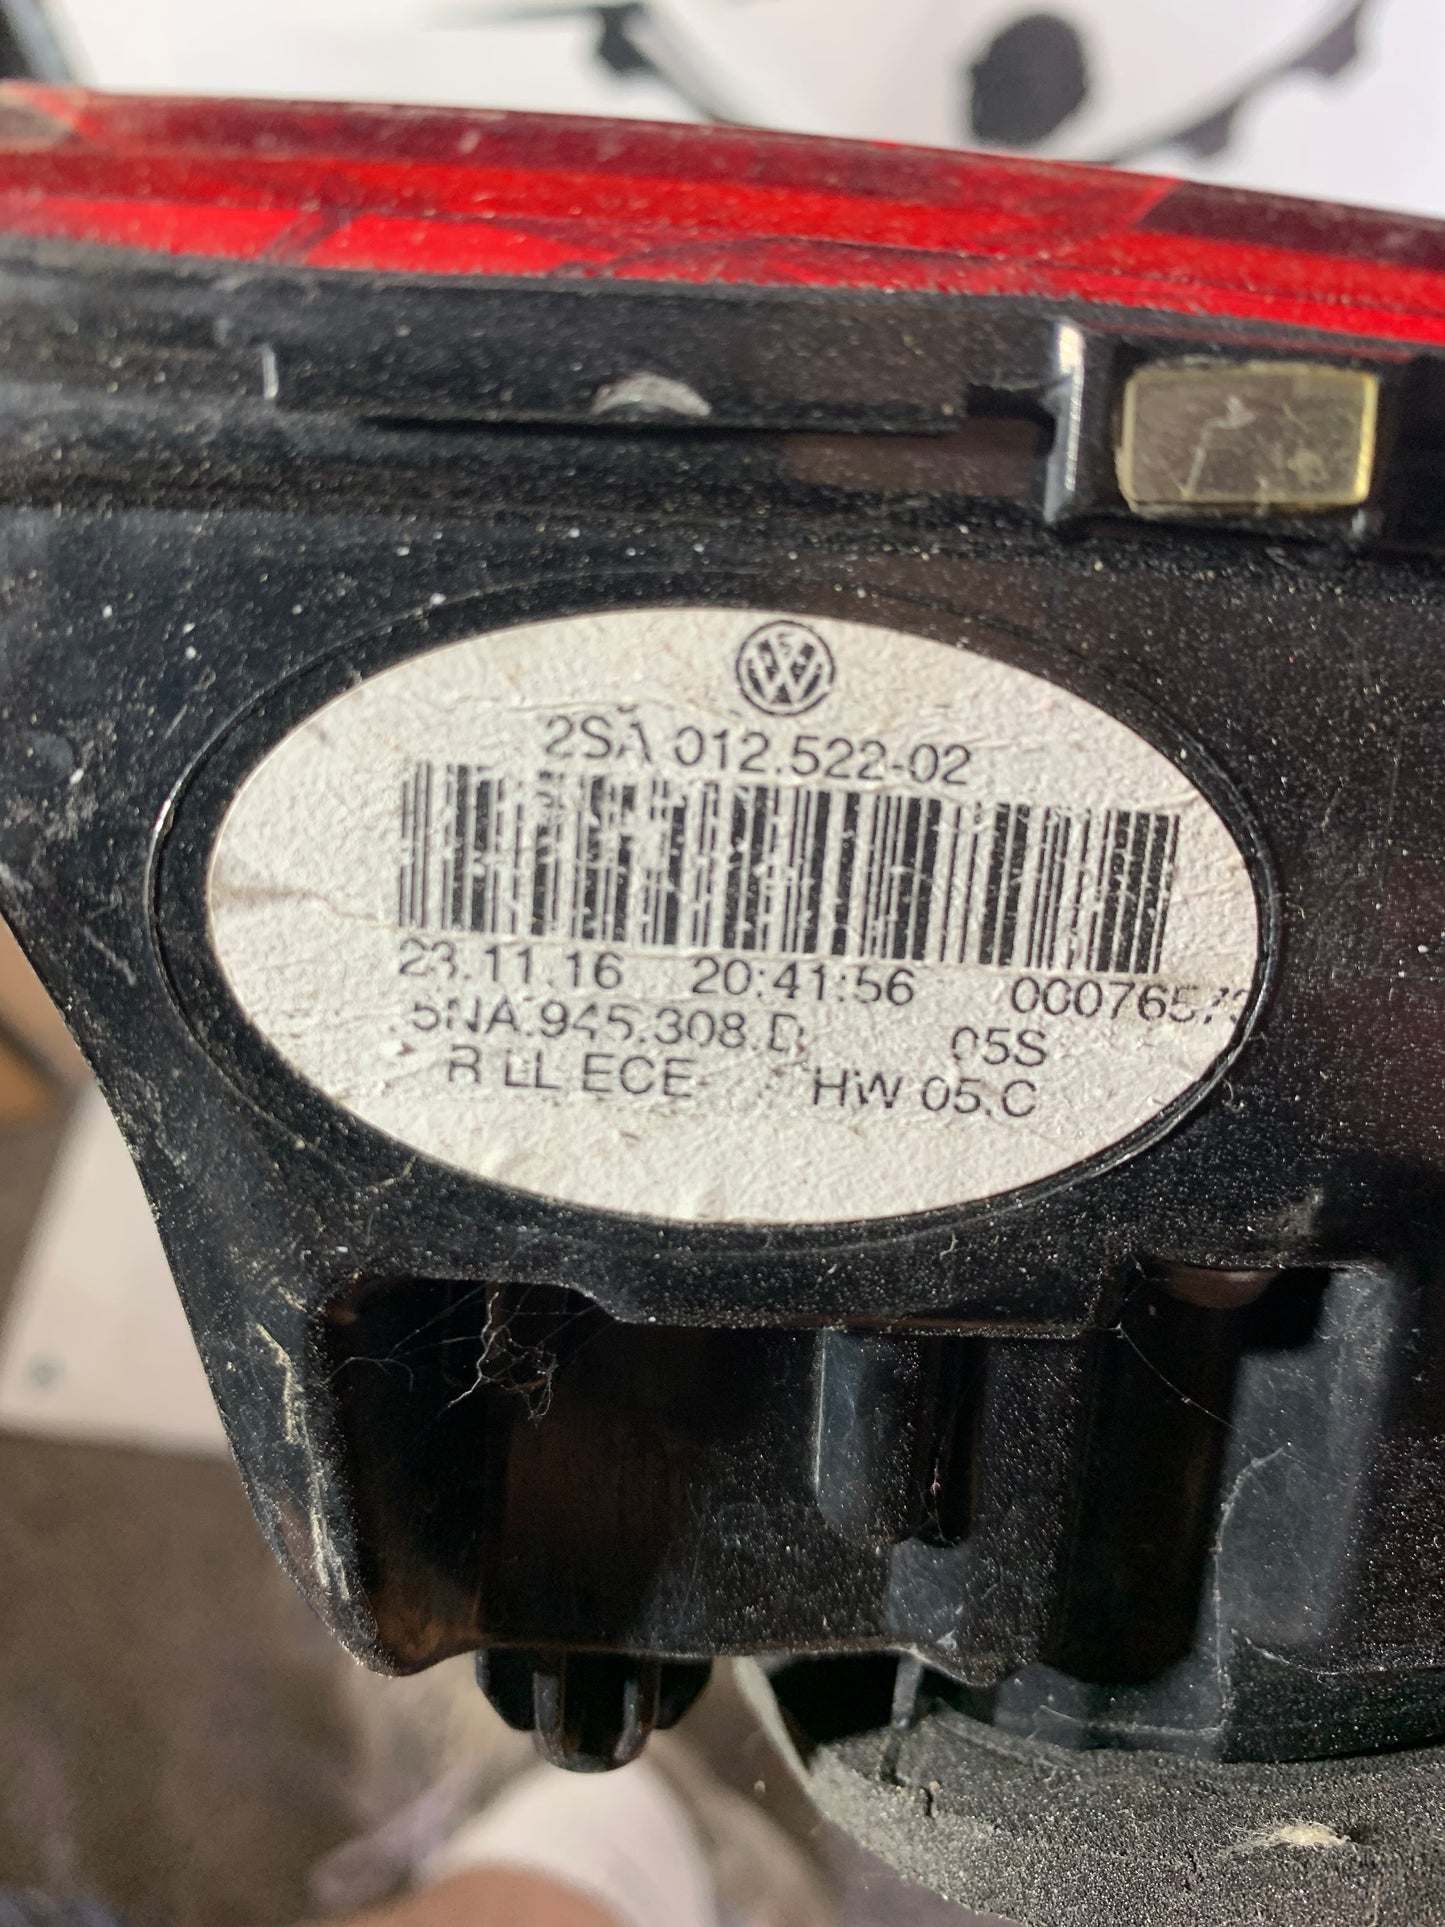 2SA 012.522-02
23.11.16 20:41:56
5NA.945.308.D 05S
R LL ECE HW 05.C